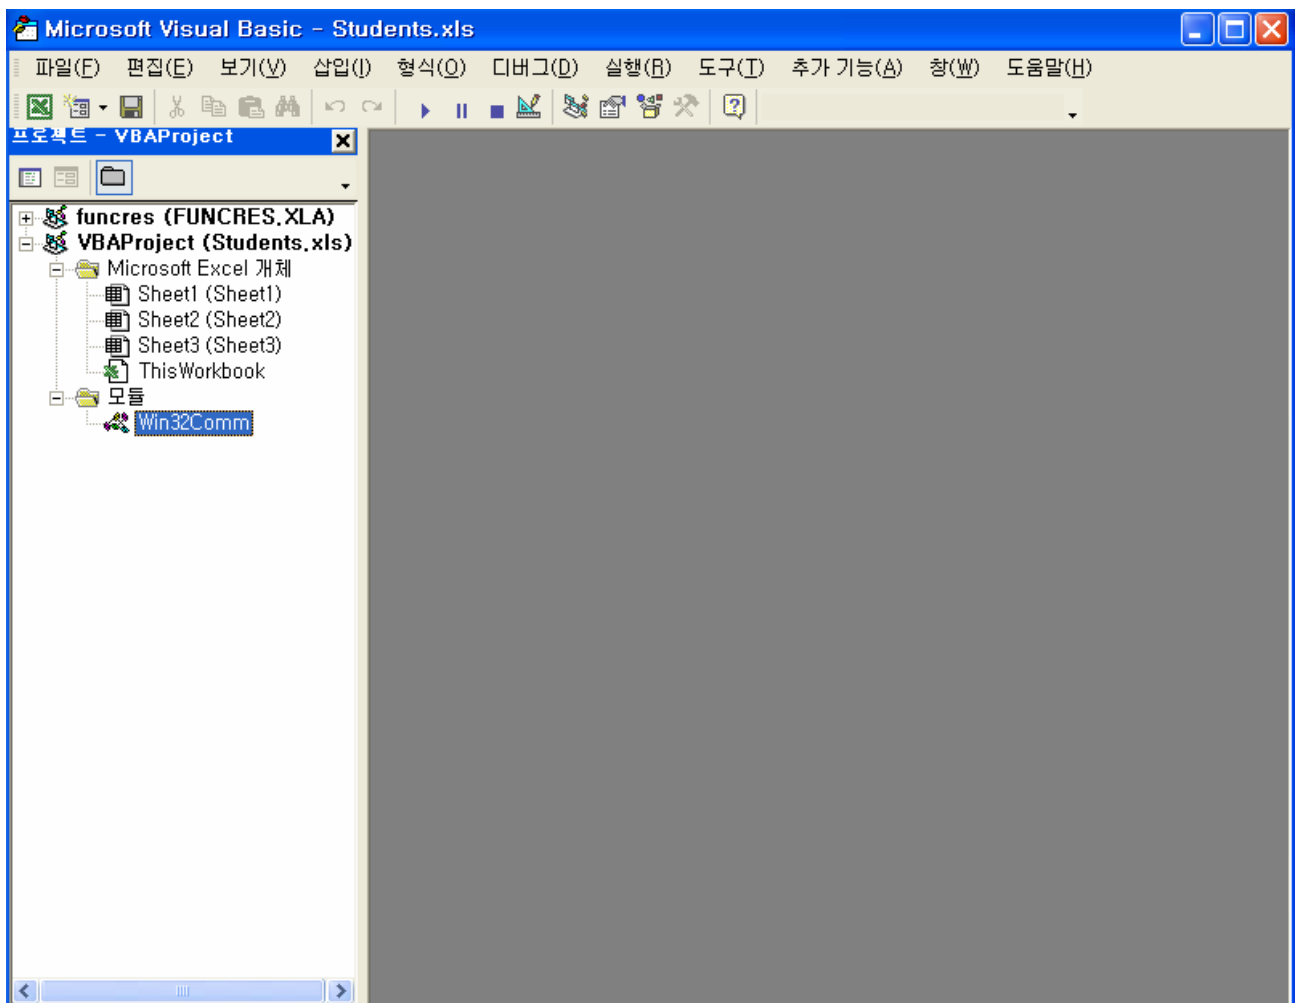 Microsoft Visual Basic - Students.xls
파일(F) 편집(E) 보기(V) 삽입(I) 형식(O) 디버그(D) 실행(R) 도구(T) 추가 기능(A) 창(W) 도움말(H)
프로젝트 - VBAProject
funcres (FUNCRES.XLA)
VBAProject (Students.xls)
Microsoft Excel 개체
Sheet1 (Sheet1)
Sheet2 (Sheet2)
Sheet3 (Sheet3)
ThisWorkbook
모듈
Win32Comm